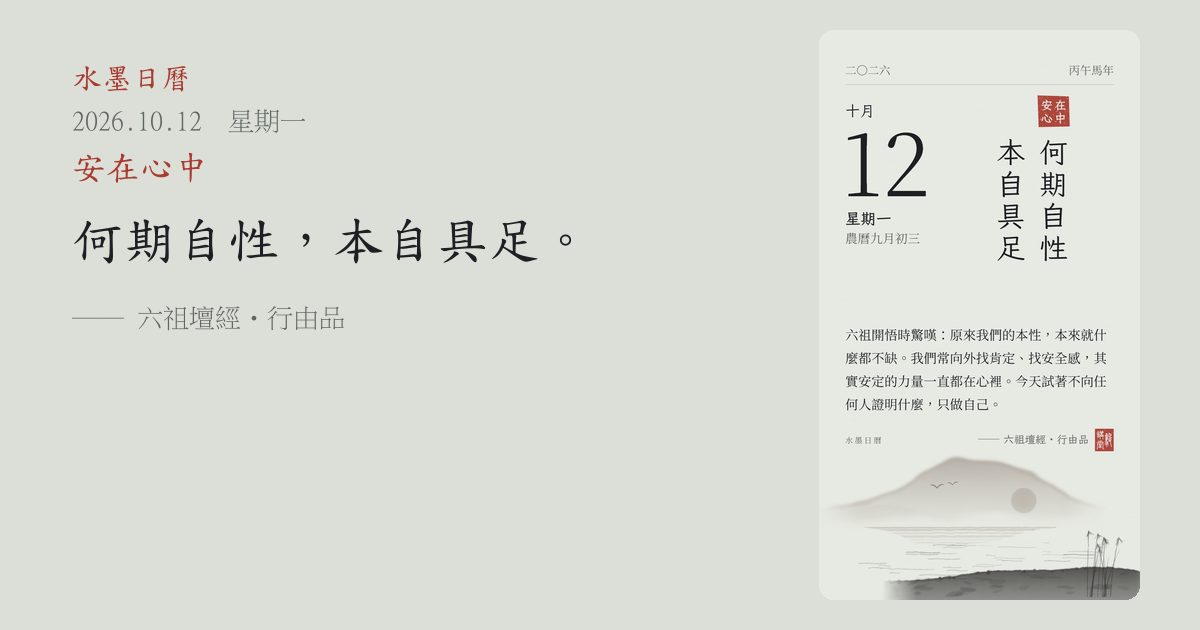 水墨日曆
2026.10.12 星期一
安在心中
何期自性，本自具足。
—— 六祖壇經・行由品
二〇二六
丙午馬年
十月
12
星期一
農曆九月初三
安在
心中
何期自性
本自具足
六祖開悟時驚嘆：原來我們的本性，本來就什
麼都不缺。我們常向外找肯定、找安全感，其
實安定的力量一直都在心裡。今天試著不向任
何人證明什麼，只做自己。
水墨日曆
—— 六祖壇經・行由品